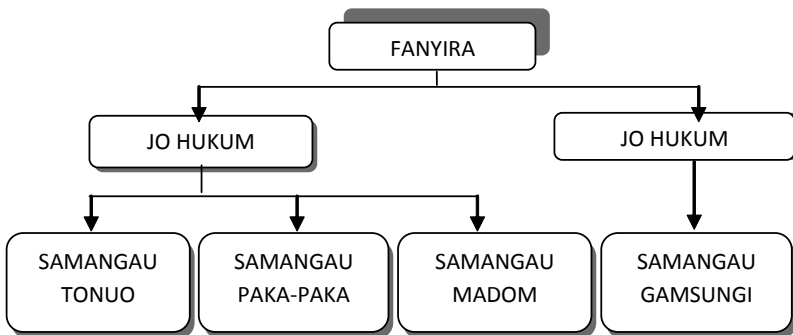 FANYIRA
JO HUKUM
JO HUKUM
SAMANGAU
TONUO
SAMANGAU
PAKA-PAKA
SAMANGAU
MADOM
SAMANGAU
GAMSUNGI